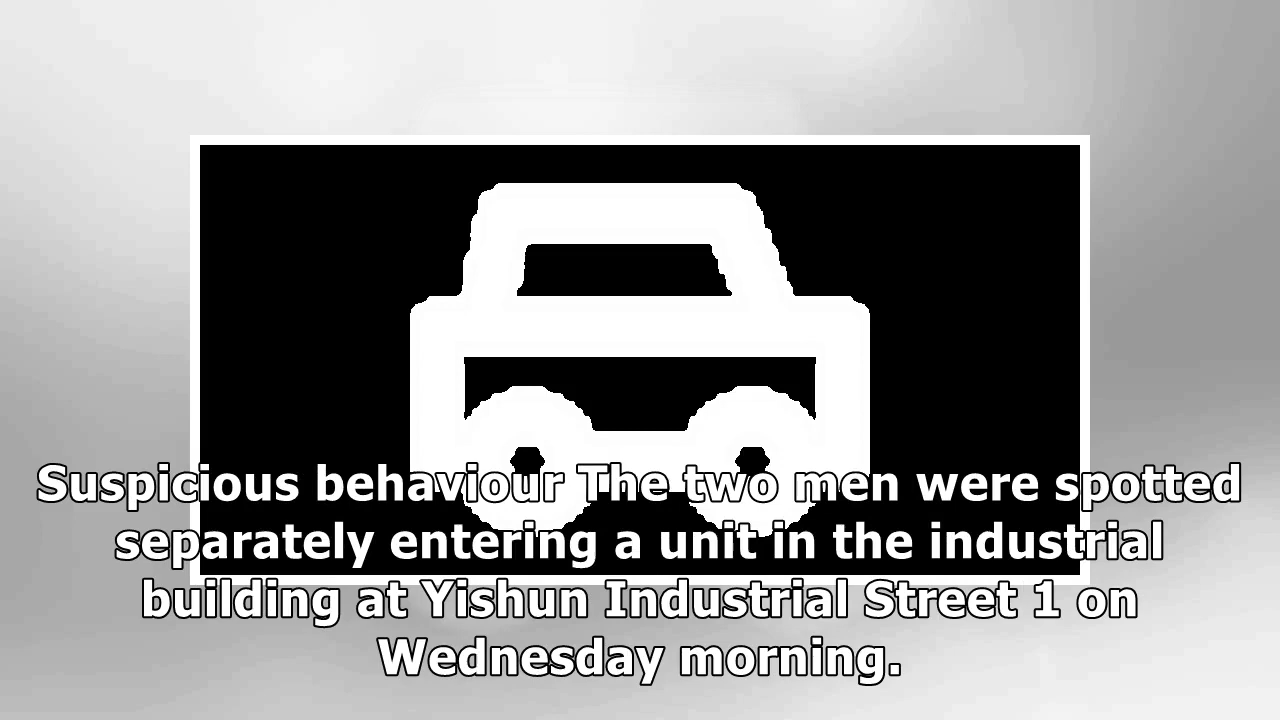 Suspicious behaviour The two men were spotted
separately entering a unit in the industrial
building at Yishun Industrial Street 1 on
Wednesday morning.